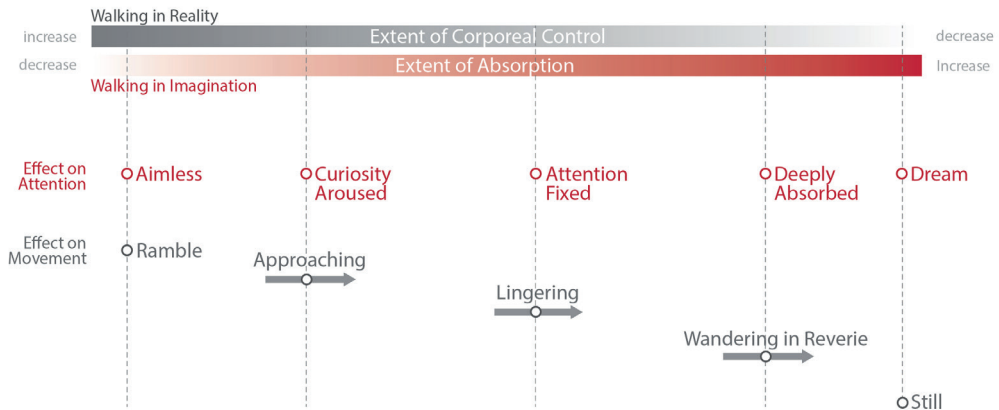 Walking in Reality
increase
Extent of Corporeal Control
decrease
decrease
Extent of Absorption
Increase
Walking in Imagination
Effect on
Attention
Aimless
Curiosity
Aroused
Attention
Fixed
Deeply
Absorbed
Dream
Effect on
Movement
Ramble
Approaching
Lingering
Wandering in Reverie
Still